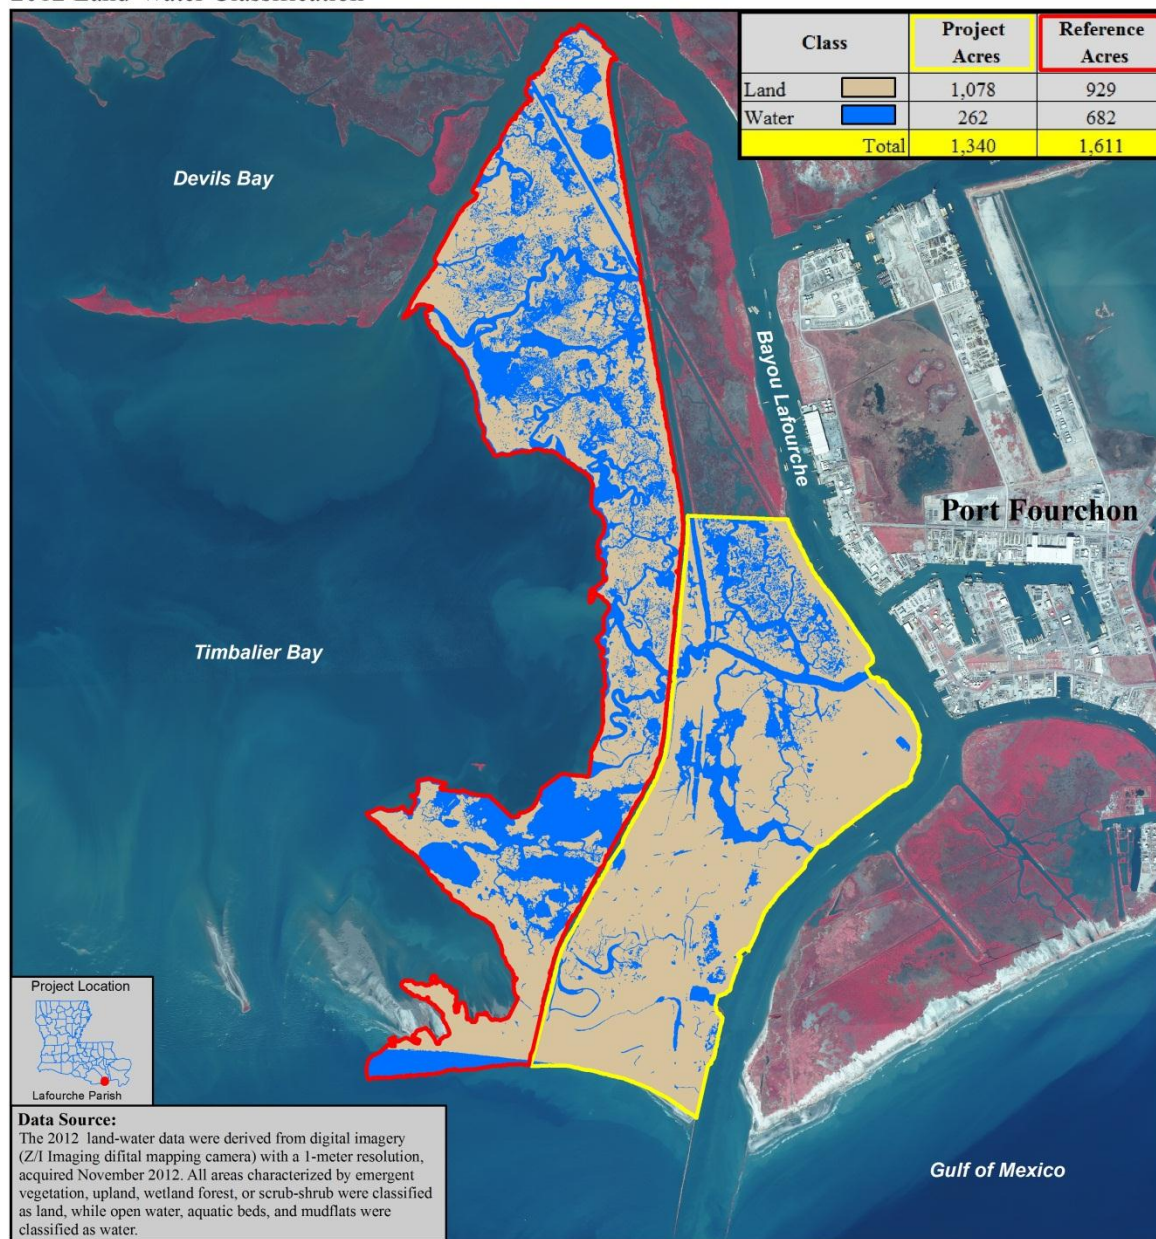 2012 Land-Water Classification
Class Project Acres Reference Acres
Land 1,078 929
Water 262 682
Total 1,340 1,611
Devils Bay
Bayou Lafourche
Port Fourchon
Timbalier Bay
Project Location
Lafourche Parish
Data Source:
The 2012 land-water data were derived from digital imagery
(Z/I Imaging difital mapping camera) with a 1-meter resolution,
acquired November 2012. All areas characterized by emergent
vegetation, upland, wetland forest, or scrub-shrub were classified
as land, while open water, aquatic beds, and mudflats were
classified as water.
Gulf of Mexico